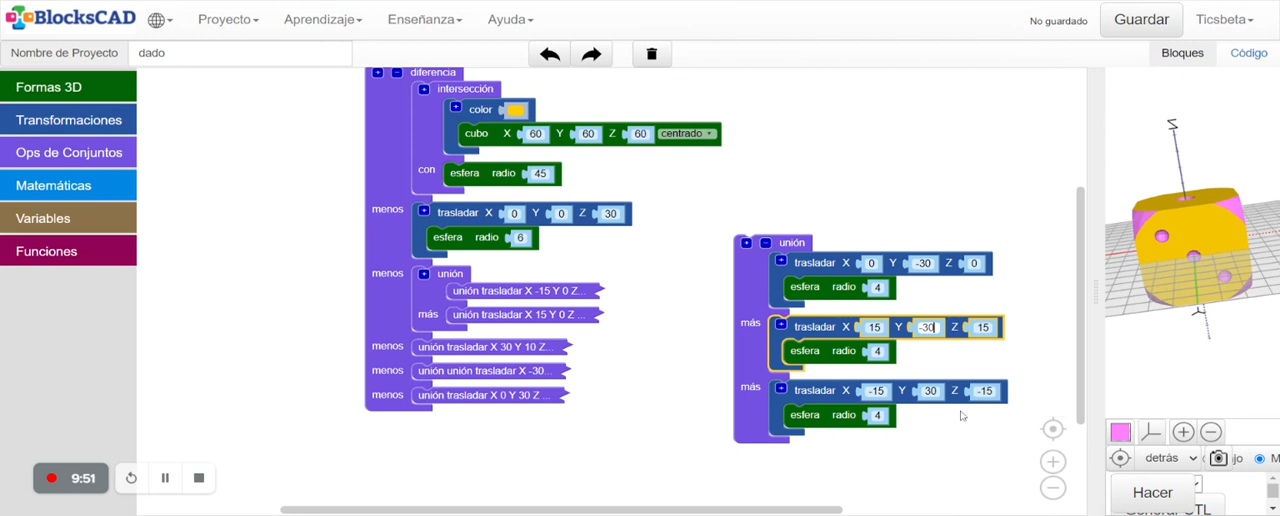 BlocksCAD Proyecto Aprendizaje Enseñanza Ayuda No guardado Guardar Ticsbeta
Nombre de Proyecto dado Bloques Código
Formas 3D
Transformaciones
Ops de Conjuntos
Matemáticas
Variables
Funciones
diferencia
intersección
color
cubo X 60 Y 60 Z 60 centrado
con esfera radio 45
menos trasladar X 0 Y 0 Z 30
esfera radio 6
menos unión
unión trasladar X -15 Y 0 Z...
más unión trasladar X 15 Y 0 Z ...
menos unión trasladar X 30 Y 10 Z...
menos unión unión trasladar X -30...
menos unión trasladar X 0 Y 30 Z ...
unión
trasladar X 0 Y -30 Z 0
esfera radio 4
más trasladar X 15 Y -30 Z 15
esfera radio 4
más trasladar X -15 Y 30 Z -15
esfera radio 4
9:51
Z
detrás ijo M
Hacer